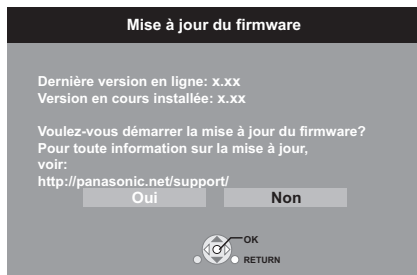 Mise à jour du firmware
Dernière version en ligne: x.xx
Version en cours installée: x.xx
Voulez-vous démarrer la mise à jour du firmware?
Pour toute information sur la mise à jour,
voir:
http://panasonic.net/support/
Oui Non
OK
RETURN